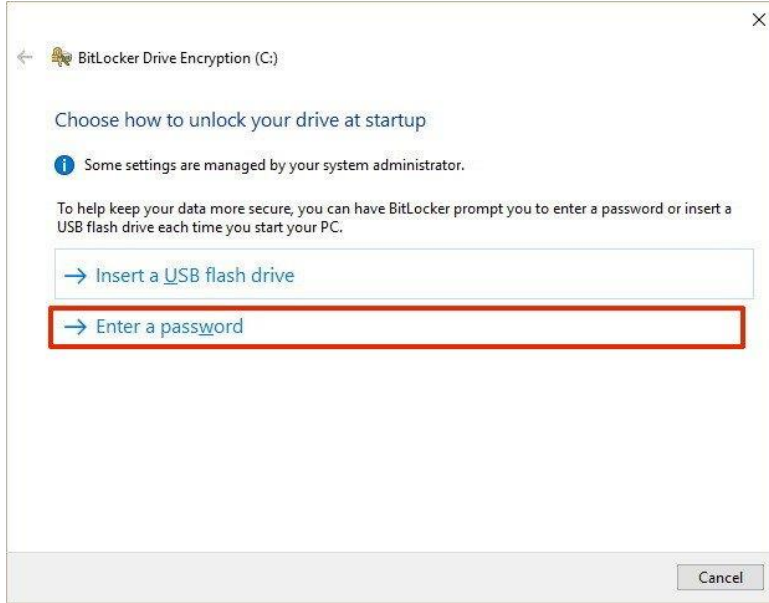 BitLocker Drive Encryption (C:)
Choose how to unlock your drive at startup
Some settings are managed by your system administrator.
To help keep your data more secure, you can have BitLocker prompt you to enter a password or insert a
USB flash drive each time you start your PC.
Insert a USB flash drive
Enter a password
Cancel